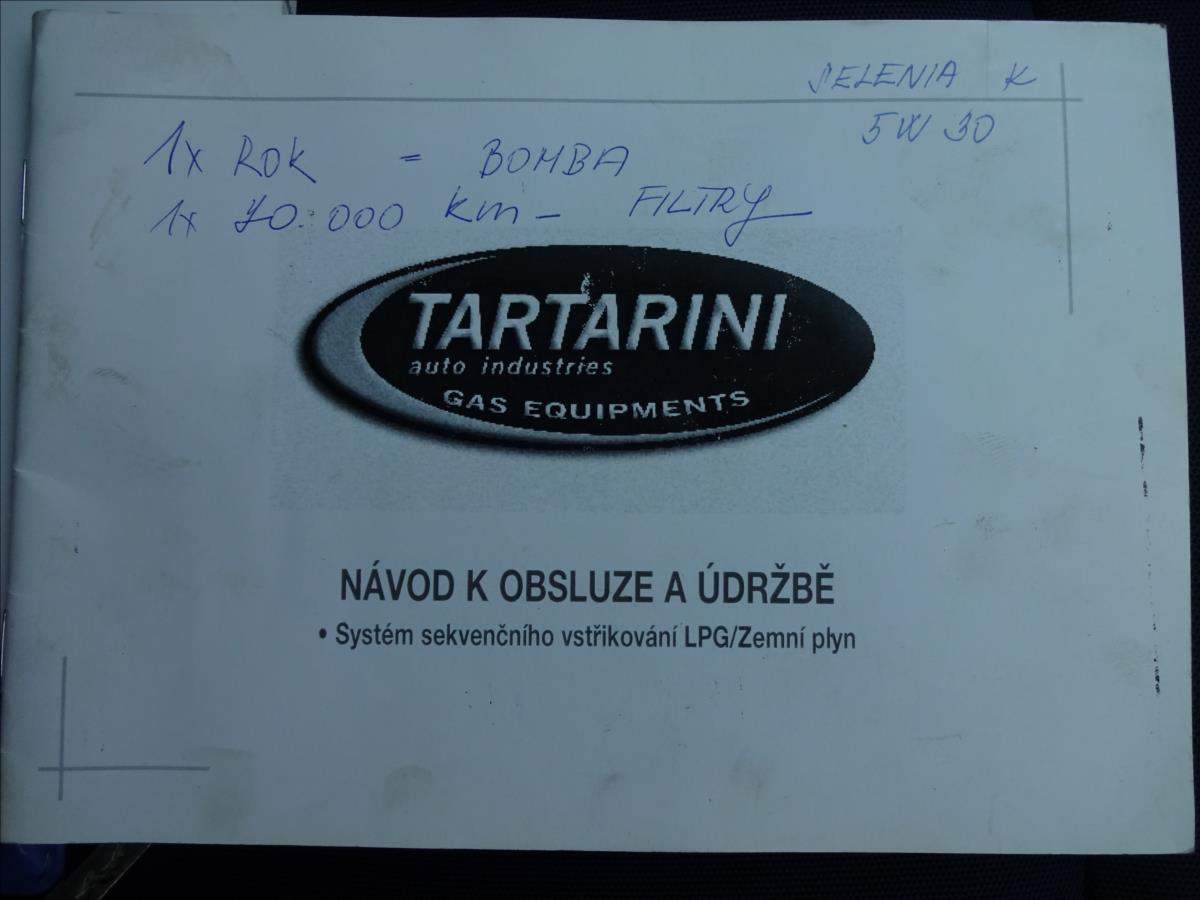 SELENIA K
5W 30
1x ROK = BOMBA
1x 70.000 km - FILTRY
TARTARINI
auto industries
GAS EQUIPMENTS
NÁVOD K OBSLUZE A ÚDRŽBĚ
• Systém sekvenčního vstřikování LPG/Zemní plyn